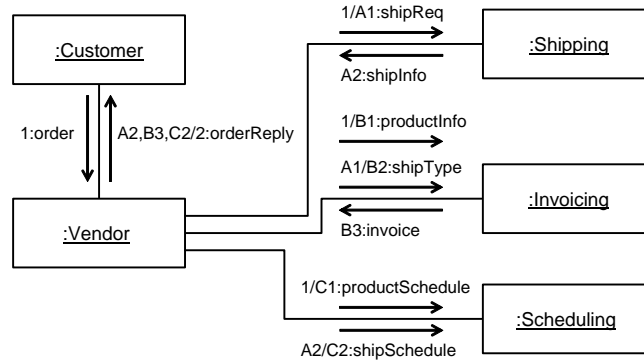 1/A1:shipReq
:Customer
:Shipping
A2:shipInfo
1:order
A2,B3,C2/2:orderReply
1/B1:productInfo
A1/B2:shipType
:Vendor
:Invoicing
B3:invoice
1/C1:productSchedule
:Scheduling
A2/C2:shipSchedule